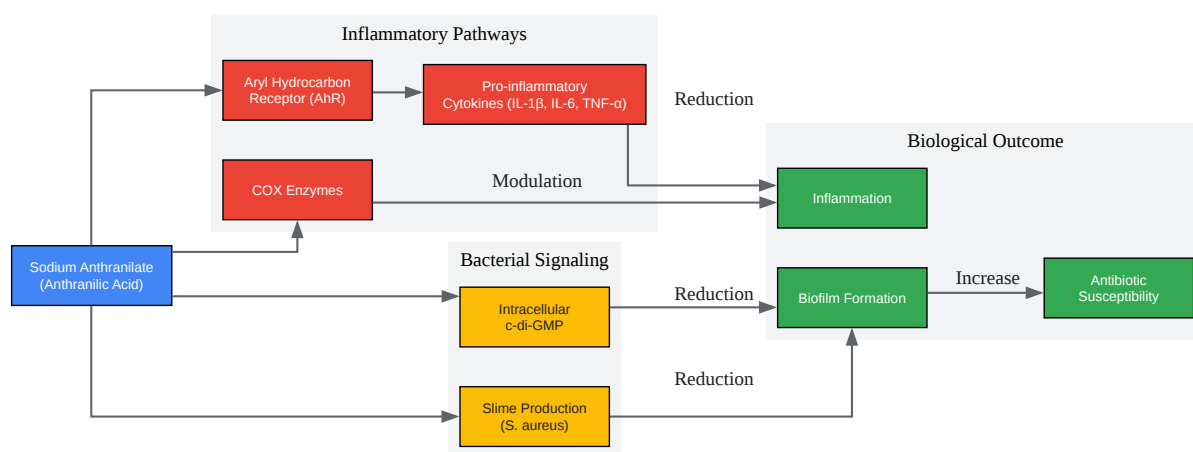 Inflammatory Pathways
Aryl Hydrocarbon
Receptor (AhR)
Pro-inflammatory
Cytokines (IL-1β, IL-6, TNF-α)
Reduction
Biological Outcome
COX Enzymes
Modulation
Inflammation
Sodium Anthranilate
(Anthranilic Acid)
Bacterial Signaling
Intracellular
c-di-GMP
Reduction
Biofilm Formation
Increase
Antibiotic
Susceptibility
Slime Production
(S. aureus)
Reduction